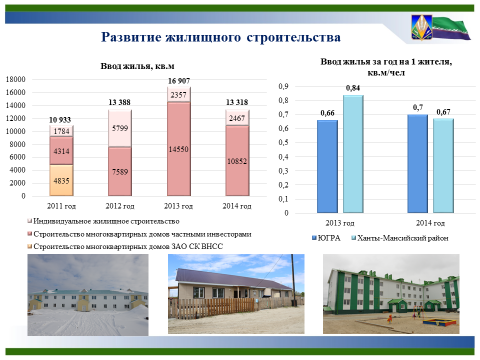 Развитие жилищного строительства
Ввод жилья, кв.м
18000
16000
14000
12000
10000
8000
6000
4000
2000
0
10 933
1784
4314
4835
13 388
5799
7589
16 907
2357
14550
13 318
2467
10852
2011 год
2012 год
2013 год
2014 год
Индивидуальное жилищное строительство
Строительство многоквартирных домов частными инвесторами
Строительство многоквартирных домов ЗАО СК ВНСС
Ввод жилья за год на 1 жителя,
кв.м/чел
0,9
0,8
0,7
0,6
0,5
0,4
0,3
0,2
0,1
0
0,66
0,84
0,7
0,67
2013 год
2014 год
ЮГРА
Ханты-Мансийский район